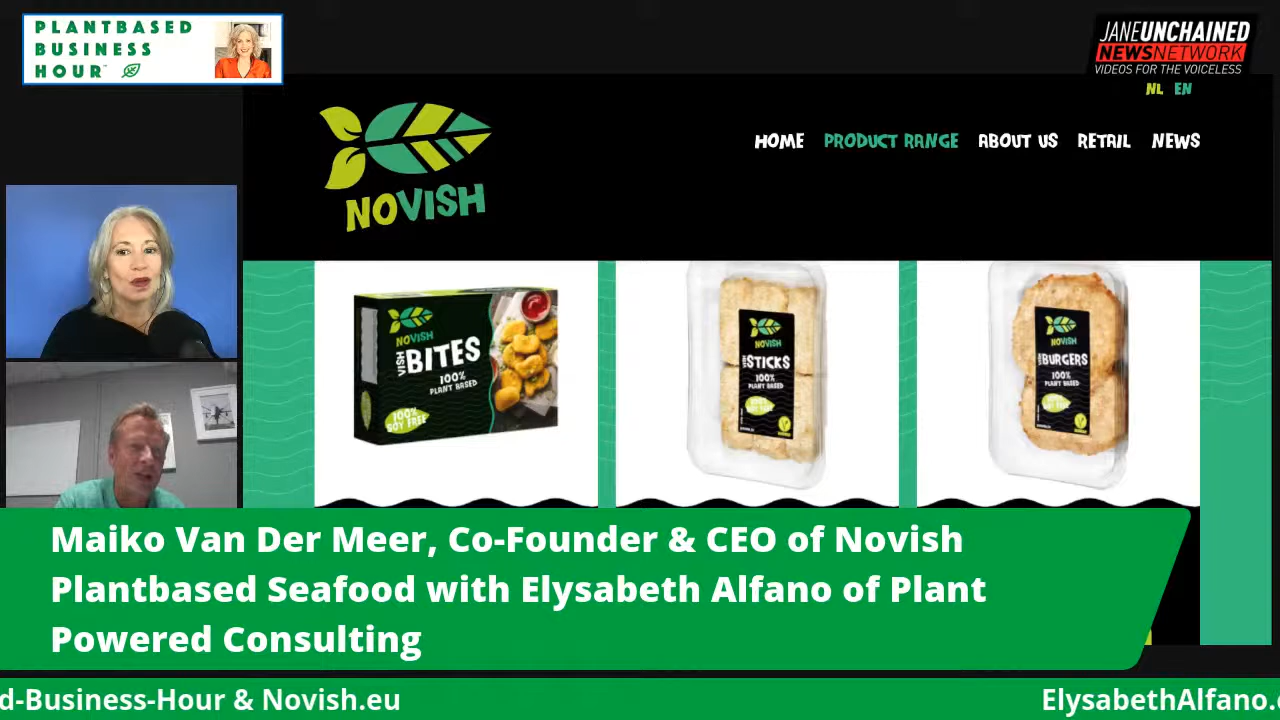 PLANTBASED
BUSINESS
HOUR
JANEUNCHAINED
NEWSNETWORK
VIDEOS FOR THE VOICELESS
NL EN
HOME PRODUCT RANGE ABOUT US RETAIL NEWS
NOVISH
NOVISH
VISH BITES
100%
PLANT BASED
100%
SOY FREE
NOVISH
STICKS
100%
PLANT BASED
NOVISH
BURGERS
100%
PLANT BASED
Maiko Van Der Meer, Co-Founder & CEO of Novish
Plantbased Seafood with Elysabeth Alfano of Plant
Powered Consulting
d-Business-Hour & Novish.eu
ElysabethAlfano.